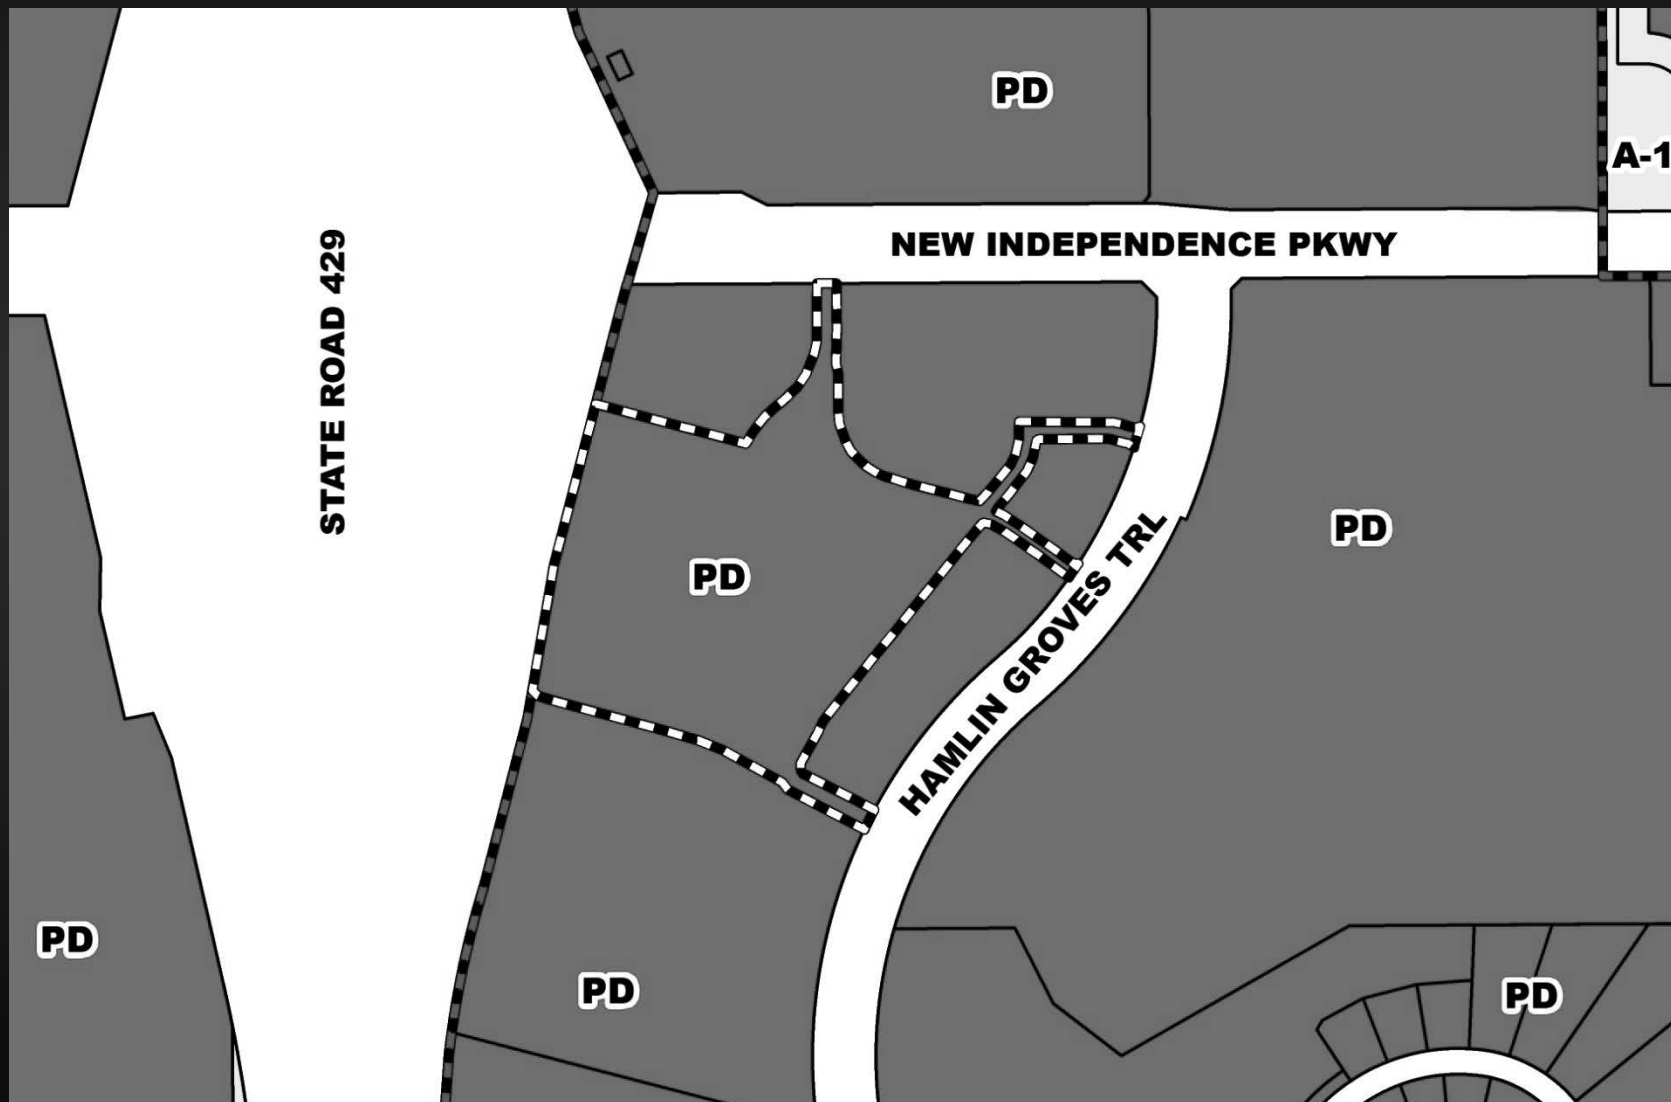 PD
A-1
NEW INDEPENDENCE PKWY
STATE ROAD 429
PD
PD
HAMLIN GROVES TRL
PD
PD
PD